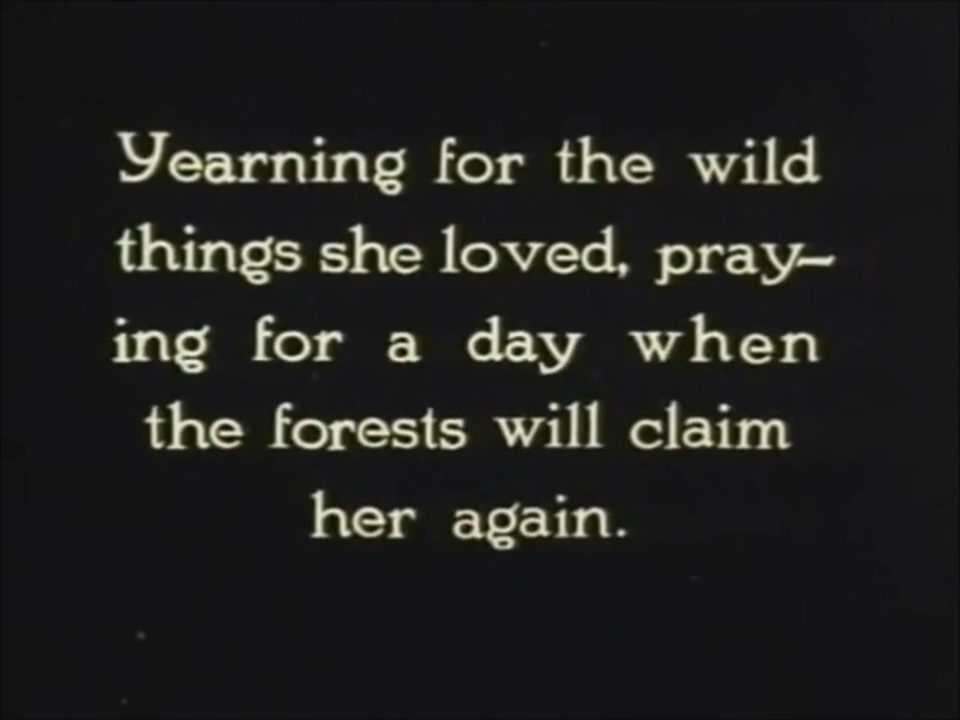 Yearning for the wild
things she loved, pray-
ing for a day when
the forests will claim
her again.